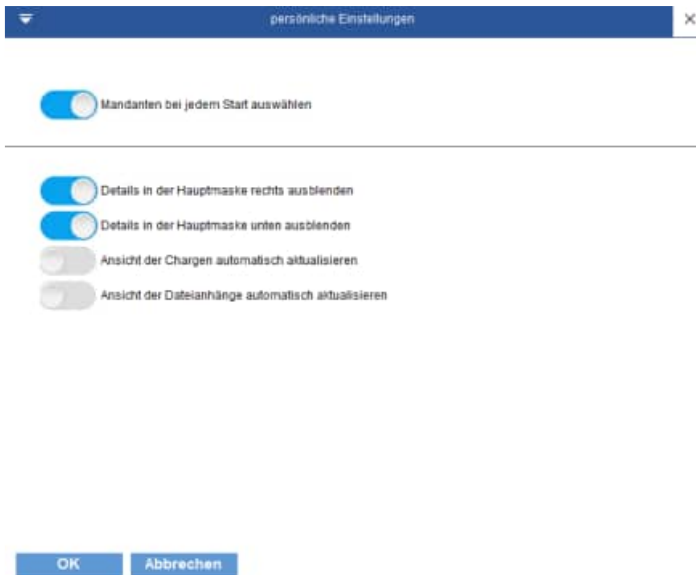 persönliche Einstellungen
Mandanten bei jedem Start auswählen
Details in der Hauptmaske rechts ausblenden
Details in der Hauptmaske unten ausblenden
Ansicht der Chargen automatisch aktualisieren
Ansicht der Dateianhänge automatisch aktualisieren
OK Abbrechen